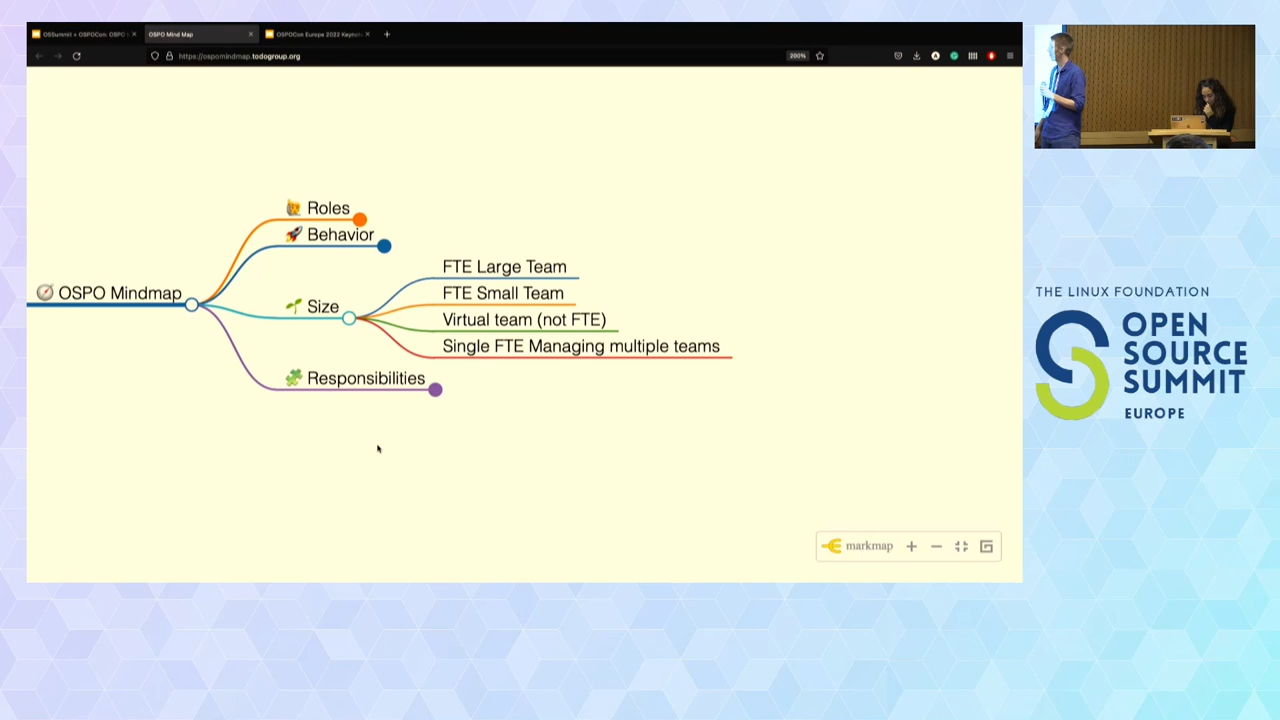 OSSummit + OSPOCon: OSPO
OSPO Mind Map
OSPOCon Europe 2022 Keynote
https://ospomindmap.todogroup.org
200%
Roles
Behavior
OSPO Mindmap
Size
FTE Large Team
FTE Small Team
Virtual team (not FTE)
Single FTE Managing multiple teams
Responsibilities
markmap
THE LINUX FOUNDATION
OPEN
SOURCE
SUMMIT
EUROPE